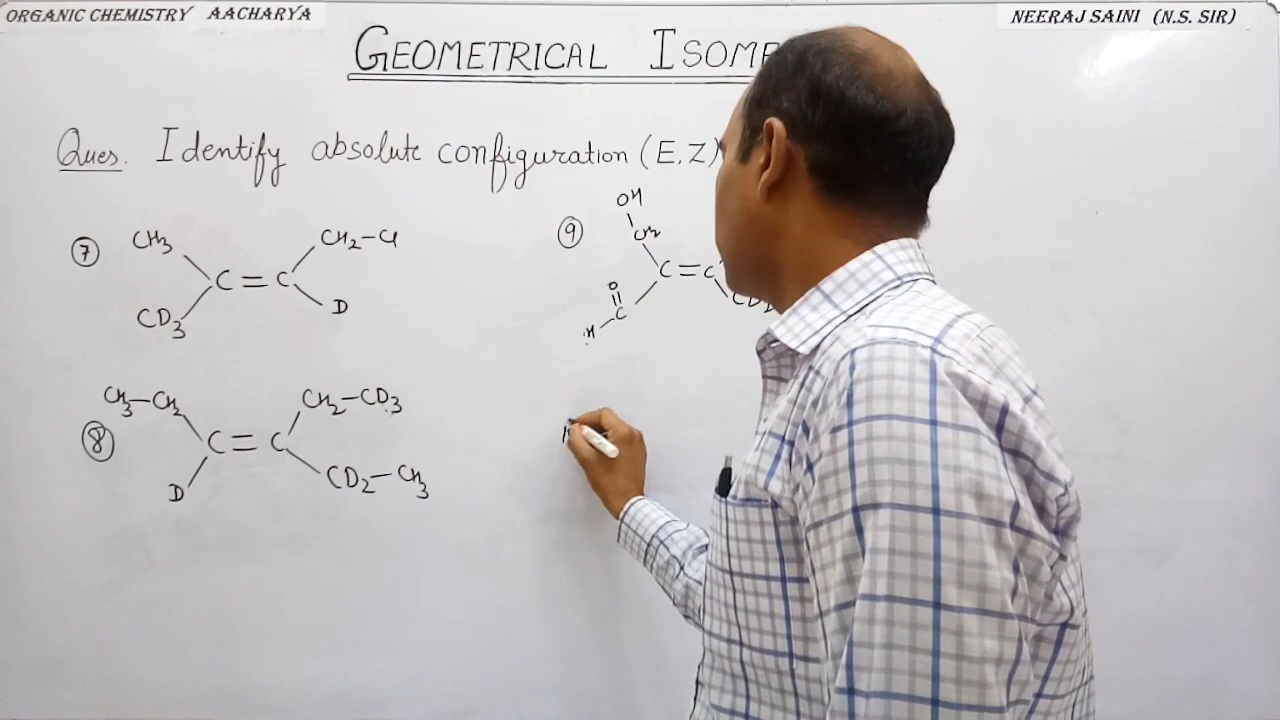 ORGANIC CHEMISTRY AACHARYA
NEERAJ SAINI (N.S. SIR)
GEOMETRICAL ISOME
Ques. Identify absolute configuration (E,Z)
7
CH3
CH2-Cl
C=C
CD3
D
8
CH3-CH2
CH2-CD3
C=C
D
CD2-CH3
9
OH
CH2
C=C
O
C
H